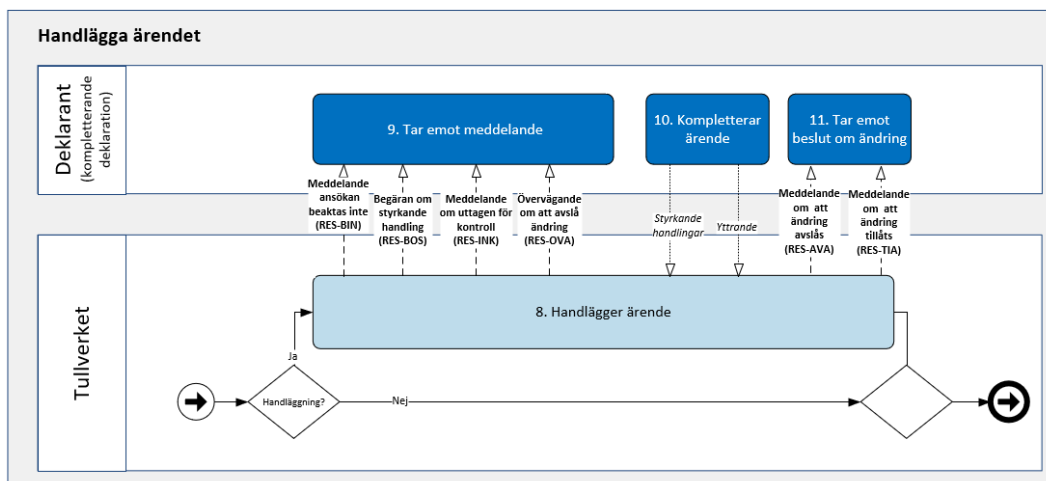 Handlägga ärendet
Deklarant
(kompletterande
deklaration)
9. Tar emot meddelande
10. Kompletterar
ärende
11. Tar emot
beslut om ändring
Meddelande
ansökan
beaktas inte
(RES-BIN)
Begäran om
styrkande
handling
(RES-BOS)
Meddelande
om uttagen för
kontroll
(RES-INK)
Övervägande
om att avslå
ändring
(RES-OVA)
Styrkande
handlingar
Yttrande
Meddelande
om att
ändring
avslås
(RES-AVA)
Meddelande
om att
ändring
tillåts
(RES-TIA)
Tullverket
8. Handlägger ärende
Ja
Handläggning?
Nej